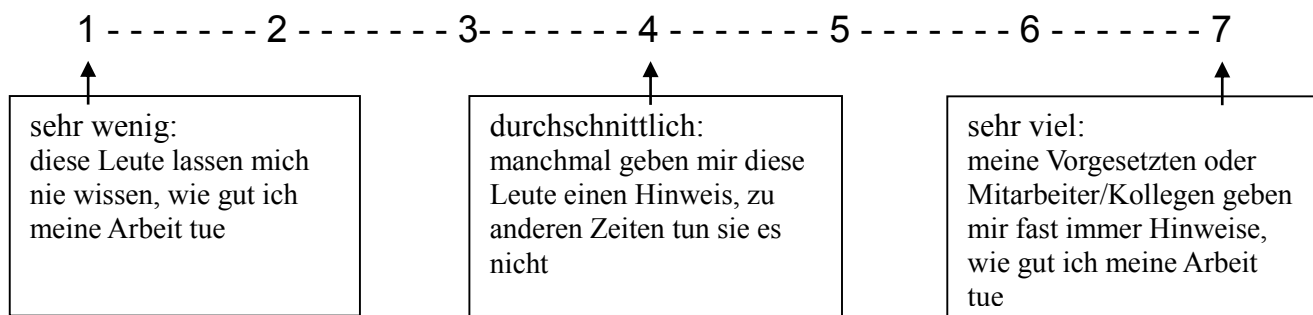 1 - - - - - - - 2 - - - - - - - 3- - - - - - - 4 - - - - - - - 5 - - - - - - - 6 - - - - - - - 7
sehr wenig:
diese Leute lassen mich
nie wissen, wie gut ich
meine Arbeit tue
durchschnittlich:
manchmal geben mir diese
Leute einen Hinweis, zu
anderen Zeiten tun sie es
nicht
sehr viel:
meine Vorgesetzten oder
Mitarbeiter/Kollegen geben
mir fast immer Hinweise,
wie gut ich meine Arbeit
tue